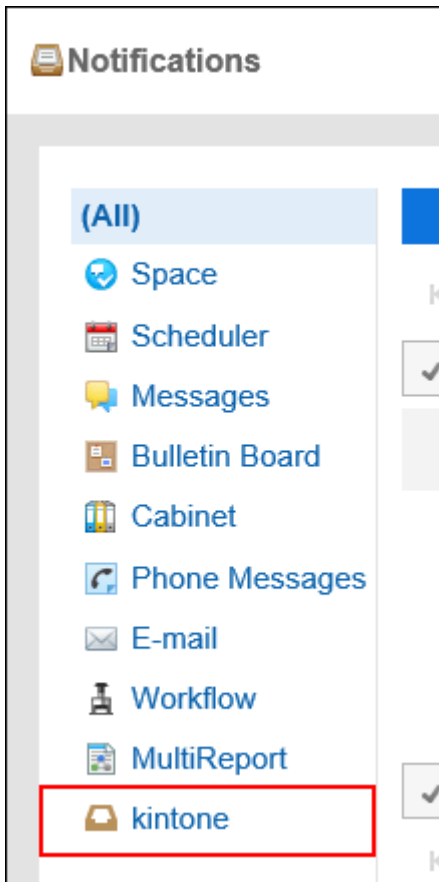 Notifications
(All)
Space
Scheduler
Messages
Bulletin Board
Cabinet
Phone Messages
E-mail
Workflow
MultiReport
kintone